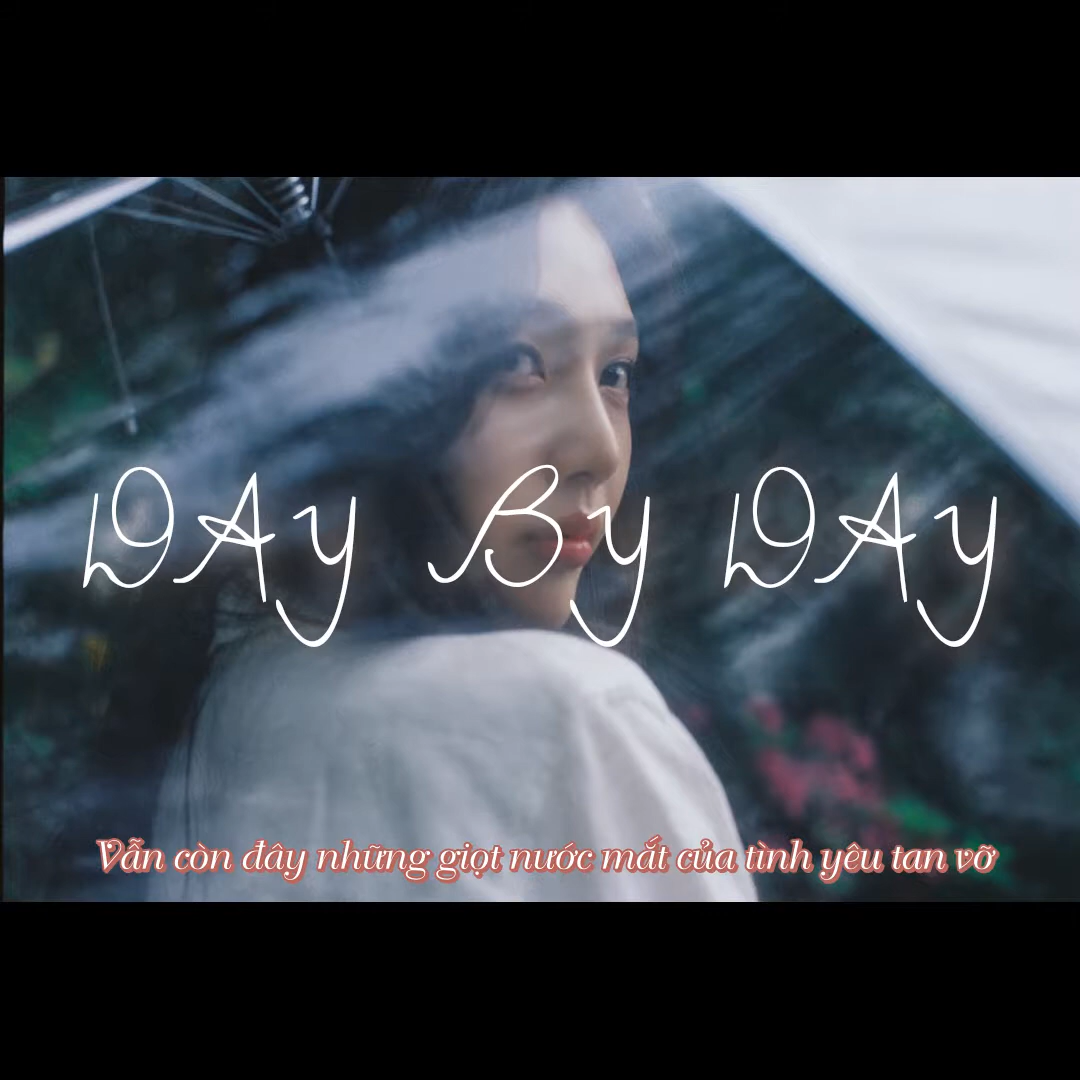 DAy By DAy
Vẫn còn đây những giọt nước mắt của tình yêu tan vỡ